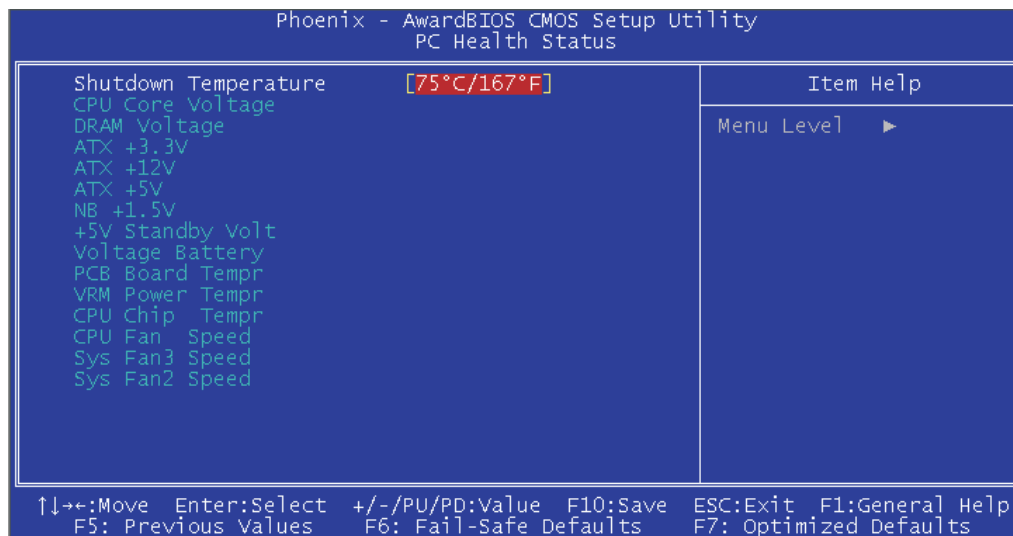 Phoenix - AwardBIOS CMOS Setup Utility
PC Health Status
Shutdown Temperature [75°C/167°F]
CPU Core Voltage
DRAM Voltage
ATX +3.3V
ATX +12V
ATX +5V
NB +1.5V
+5V Standby Volt
Voltage Battery
PCB Board Tempr
VRM Power Tempr
CPU Chip Tempr
CPU Fan Speed
Sys Fan3 Speed
Sys Fan2 Speed
Item Help
Menu Level ►
↑↓→←:Move Enter:Select +/-/PU/PD:Value F10:Save ESC:Exit F1:General Help
F5: Previous Values F6: Fail-Safe Defaults F7: Optimized Defaults